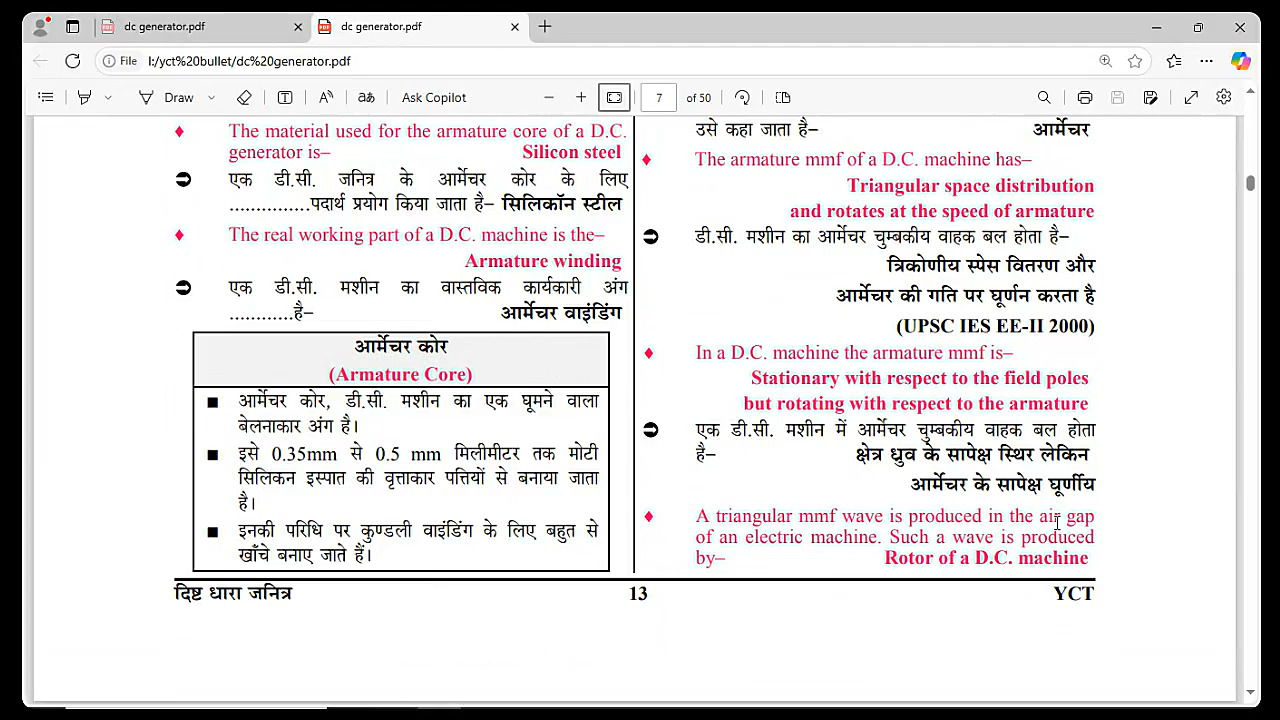 dc generator.pdf
dc generator.pdf
File
I:/yct%20bullet/dc%20generator.pdf
Draw
Ask Copilot
7 of 50
♦ The material used for the armature core of a D.C.
generator is– Silicon steel
एक डी.सी. जनित्र के आर्मेचर कोर के लिए
...............पदार्थ प्रयोग किया जाता है– सिलिकॉन स्टील
♦ The real working part of a D.C. machine is the–
Armature winding
एक डी.सी. मशीन का वास्तविक कार्यकारी अंग
............है– आर्मेचर वाइंडिंग
आर्मेचर कोर
(Armature Core)
■ आर्मेचर कोर, डी.सी. मशीन का एक घूमने वाला
बेलनाकार अंग है।
■ इसे 0.35mm से 0.5 mm मिलीमीटर तक मोटी
सिलिकन इस्पात की वृत्ताकार पत्तियों से बनाया जाता
है।
■ इनकी परिधि पर कुण्डली वाइंडिंग के लिए बहुत से
खाँचे बनाए जाते हैं।
उसे कहा जाता है– आर्मेचर
♦ The armature mmf of a D.C. machine has–
Triangular space distribution
and rotates at the speed of armature
डी.सी. मशीन का आर्मेचर चुम्बकीय वाहक बल होता है–
त्रिकोणीय स्पेस वितरण और
आर्मेचर की गति पर घूर्णन करता है
(UPSC IES EE-II 2000)
♦ In a D.C. machine the armature mmf is–
Stationary with respect to the field poles
but rotating with respect to the armature
एक डी.सी. मशीन में आर्मेचर चुम्बकीय वाहक बल होता
है– क्षेत्र ध्रुव के सापेक्ष स्थिर लेकिन
आर्मेचर के सापेक्ष घूर्णीय
♦ A triangular mmf wave is produced in the air gap
of an electric machine. Such a wave is produced
by– Rotor of a D.C. machine
दिष्ट धारा जनित्र 13 YCT